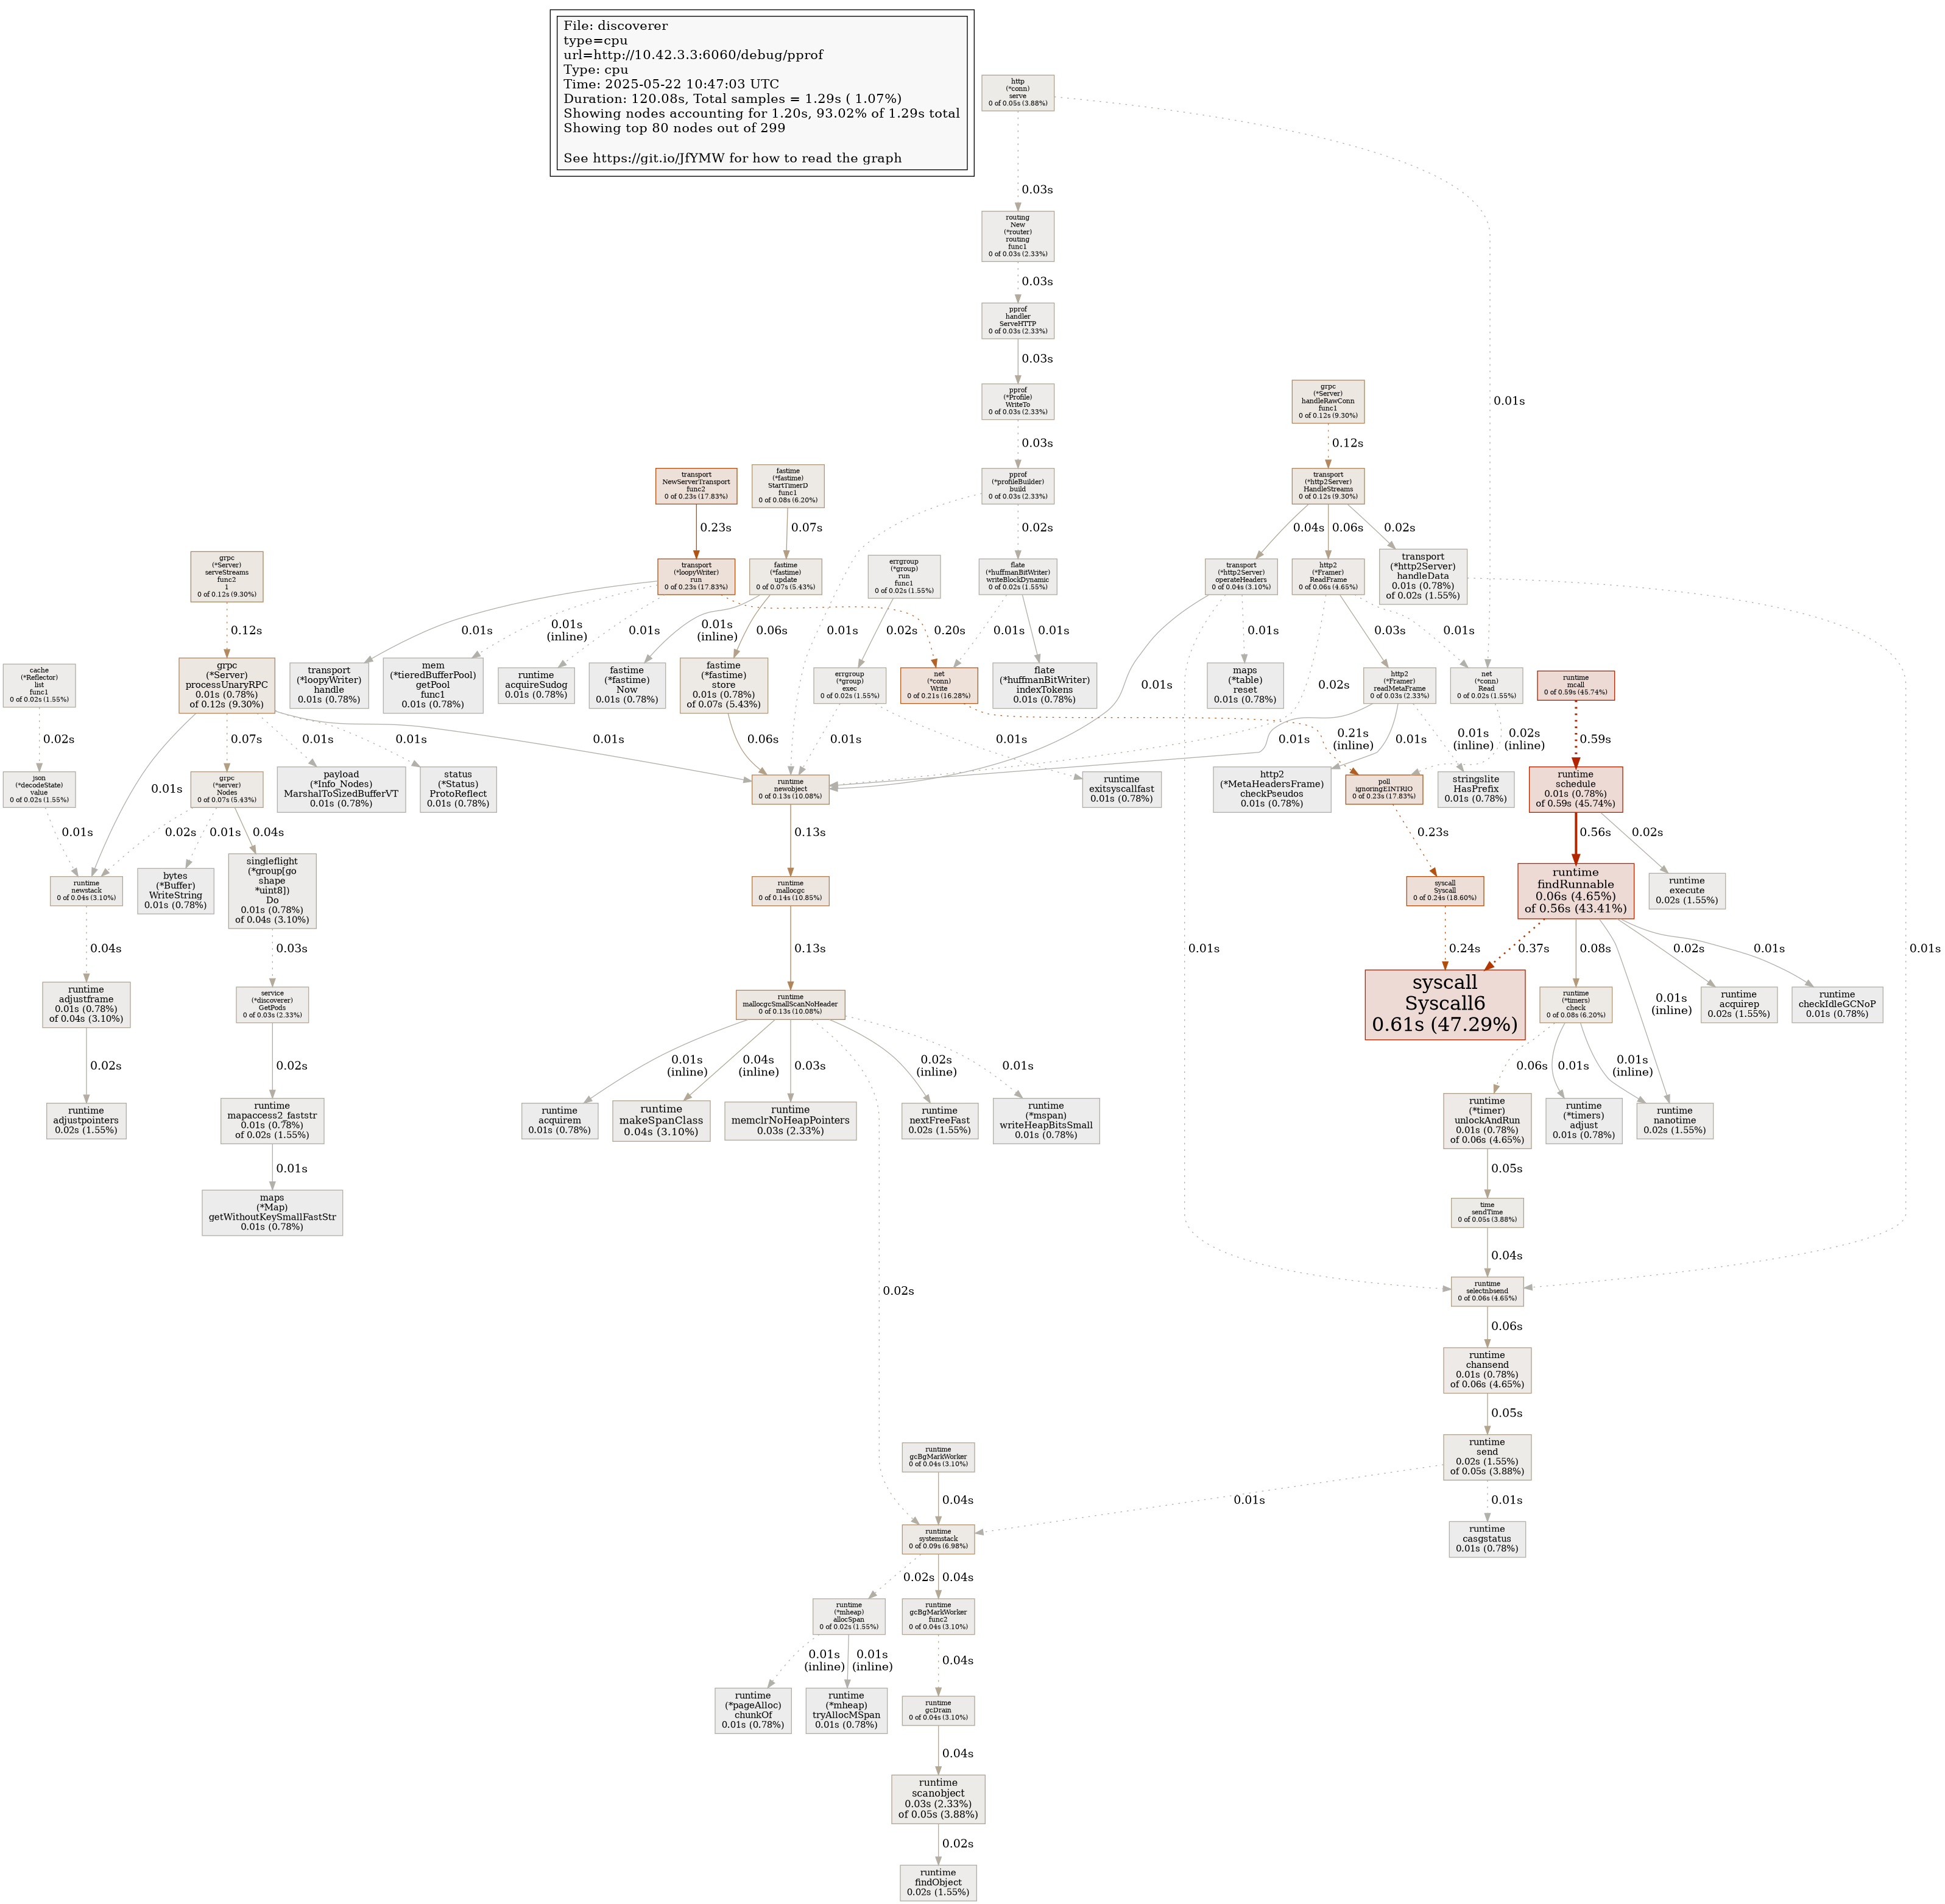 File: discoverer
type=cpu
url=http://10.42.3.3:6060/debug/pprof
Type: cpu
Time: 2025-05-22 10:47:03 UTC
Duration: 120.08s, Total samples = 1.29s ( 1.07%)
Showing nodes accounting for 1.20s, 93.02% of 1.29s total
Showing top 80 nodes out of 299
See https://git.io/JfYMW for how to read the graph
http
(*conn)
serve
0 of 0.05s (3.88%)
0.03s
routing
New
(*router)
routing
func1
0 of 0.03s (2.33%)
0.03s
pprof
handler
ServeHTTP
0 of 0.03s (2.33%)
0.03s
pprof
(*Profile)
WriteTo
0 of 0.03s (2.33%)
0.01s
grpc
(*Server)
handleRawConn
func1
0 of 0.12s (9.30%)
0.03s
0.12s
transport
NewServerTransport
func2
0 of 0.23s (17.83%)
fastime
(*fastime)
StartTimerD
func1
0 of 0.08s (6.20%)
pprof
(*profileBuilder)
build
0 of 0.03s (2.33%)
transport
(*http2Server)
HandleStreams
0 of 0.12s (9.30%)
0.23s
0.07s
0.02s
0.04s
0.06s
0.02s
grpc
(*Server)
serveStreams
func2
1
0 of 0.12s (9.30%)
transport
(*loopyWriter)
run
0 of 0.23s (17.83%)
fastime
(*fastime)
update
0 of 0.07s (5.43%)
errgroup
(*group)
run
func1
0 of 0.02s (1.55%)
flate
(*huffmanBitWriter)
writeBlockDynamic
0 of 0.02s (1.55%)
transport
(*http2Server)
operateHeaders
0 of 0.04s (3.10%)
http2
(*Framer)
ReadFrame
0 of 0.06s (4.65%)
transport
(*http2Server)
handleData
0.01s (0.78%)
of 0.02s (1.55%)
0.12s
0.01s
0.01s
(inline)
0.01s
0.01s
(inline)
0.06s
0.01s
0.02s
0.20s
0.01s
0.01s
0.01s
0.02s
0.03s
0.01s
cache
(*Reflector)
list
func1
0 of 0.02s (1.55%)
grpc
(*Server)
processUnaryRPC
0.01s (0.78%)
of 0.12s (9.30%)
transport
(*loopyWriter)
handle
0.01s (0.78%)
mem
(*tieredBufferPool)
getPool
func1
0.01s (0.78%)
runtime
acquireSudog
0.01s (0.78%)
fastime
(*fastime)
Now
0.01s (0.78%)
fastime
(*fastime)
store
0.01s (0.78%)
of 0.07s (5.43%)
errgroup
(*group)
exec
0 of 0.02s (1.55%)
net
(*conn)
Write
0 of 0.21s (16.28%)
flate
(*huffmanBitWriter)
indexTokens
0.01s (0.78%)
maps
(*table)
reset
0.01s (0.78%)
http2
(*Framer)
readMetaFrame
0 of 0.03s (2.33%)
net
(*conn)
Read
0 of 0.02s (1.55%)
runtime
mcall
0 of 0.59s (45.74%)
0.01s
0.02s
0.01s
0.07s
0.01s
0.01s
0.01s
0.06s
0.01s
0.01s
0.21s
(inline)
0.01s
0.01s
0.01s
(inline)
0.02s
(inline)
0.59s
json
(*decodeState)
value
0 of 0.02s (1.55%)
grpc
(*server)
Nodes
0 of 0.07s (5.43%)
payload
(*Info_Nodes)
MarshalToSizedBufferVT
0.01s (0.78%)
status
(*Status)
ProtoReflect
0.01s (0.78%)
runtime
newobject
0 of 0.13s (10.08%)
runtime
exitsyscallfast
0.01s (0.78%)
http2
(*MetaHeadersFrame)
checkPseudos
0.01s (0.78%)
poll
ignoringEINTRIO
0 of 0.23s (17.83%)
stringslite
HasPrefix
0.01s (0.78%)
runtime
schedule
0.01s (0.78%)
of 0.59s (45.74%)
0.01s
0.02s
0.01s
0.04s
0.13s
0.23s
0.56s
0.02s
runtime
newstack
0 of 0.04s (3.10%)
bytes
(*Buffer)
WriteString
0.01s (0.78%)
singleflight
(*group[go
shape
*uint8])
Do
0.01s (0.78%)
of 0.04s (3.10%)
runtime
mallocgc
0 of 0.14s (10.85%)
syscall
Syscall
0 of 0.24s (18.60%)
runtime
findRunnable
0.06s (4.65%)
of 0.56s (43.41%)
runtime
execute
0.02s (1.55%)
0.04s
0.03s
0.13s
0.01s
0.24s
0.37s
0.08s
0.01s
(inline)
0.02s
0.01s
0.01s
runtime
adjustframe
0.01s (0.78%)
of 0.04s (3.10%)
service
(*discoverer)
GetPods
0 of 0.03s (2.33%)
runtime
mallocgcSmallScanNoHeader
0 of 0.13s (10.08%)
syscall
Syscall6
0.61s (47.29%)
runtime
(*timers)
check
0 of 0.08s (6.20%)
runtime
acquirep
0.02s (1.55%)
runtime
checkIdleGCNoP
0.01s (0.78%)
0.02s
0.02s
0.01s
(inline)
0.04s
(inline)
0.03s
0.02s
(inline)
0.01s
0.06s
0.01s
0.01s
(inline)
runtime
adjustpointers
0.02s (1.55%)
runtime
mapaccess2_faststr
0.01s (0.78%)
of 0.02s (1.55%)
runtime
acquirem
0.01s (0.78%)
runtime
makeSpanClass
0.04s (3.10%)
runtime
memclrNoHeapPointers
0.03s (2.33%)
runtime
nextFreeFast
0.02s (1.55%)
runtime
(*mspan)
writeHeapBitsSmall
0.01s (0.78%)
runtime
(*timer)
unlockAndRun
0.01s (0.78%)
of 0.06s (4.65%)
runtime
(*timers)
adjust
0.01s (0.78%)
runtime
nanotime
0.02s (1.55%)
0.01s
0.05s
maps
(*Map)
getWithoutKeySmallFastStr
0.01s (0.78%)
time
sendTime
0 of 0.05s (3.88%)
0.04s
0.02s
runtime
selectnbsend
0 of 0.06s (4.65%)
0.06s
runtime
chansend
0.01s (0.78%)
of 0.06s (4.65%)
0.05s
runtime
gcBgMarkWorker
0 of 0.04s (3.10%)
runtime
send
0.02s (1.55%)
of 0.05s (3.88%)
0.04s
0.01s
0.01s
runtime
systemstack
0 of 0.09s (6.98%)
runtime
casgstatus
0.01s (0.78%)
0.02s
0.04s
runtime
(*mheap)
allocSpan
0 of 0.02s (1.55%)
runtime
gcBgMarkWorker
func2
0 of 0.04s (3.10%)
0.01s
(inline)
0.01s
(inline)
0.04s
runtime
(*pageAlloc)
chunkOf
0.01s (0.78%)
runtime
(*mheap)
tryAllocMSpan
0.01s (0.78%)
runtime
gcDrain
0 of 0.04s (3.10%)
0.04s
runtime
scanobject
0.03s (2.33%)
of 0.05s (3.88%)
0.02s
runtime
findObject
0.02s (1.55%)